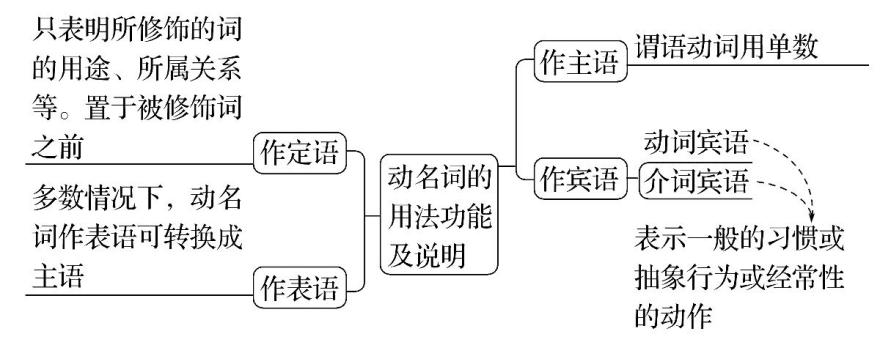 只表明所修饰的词
的用途、所属关系
等。置于被修饰词
之前
作定语
多数情况下，动名
词作表语可转换成
主语
作表语
动名词的
用法功能
及说明
作主语
谓语动词用单数
作宾语
动词宾语
介词宾语
表示一般的习惯或
抽象行为或经常性
的动作